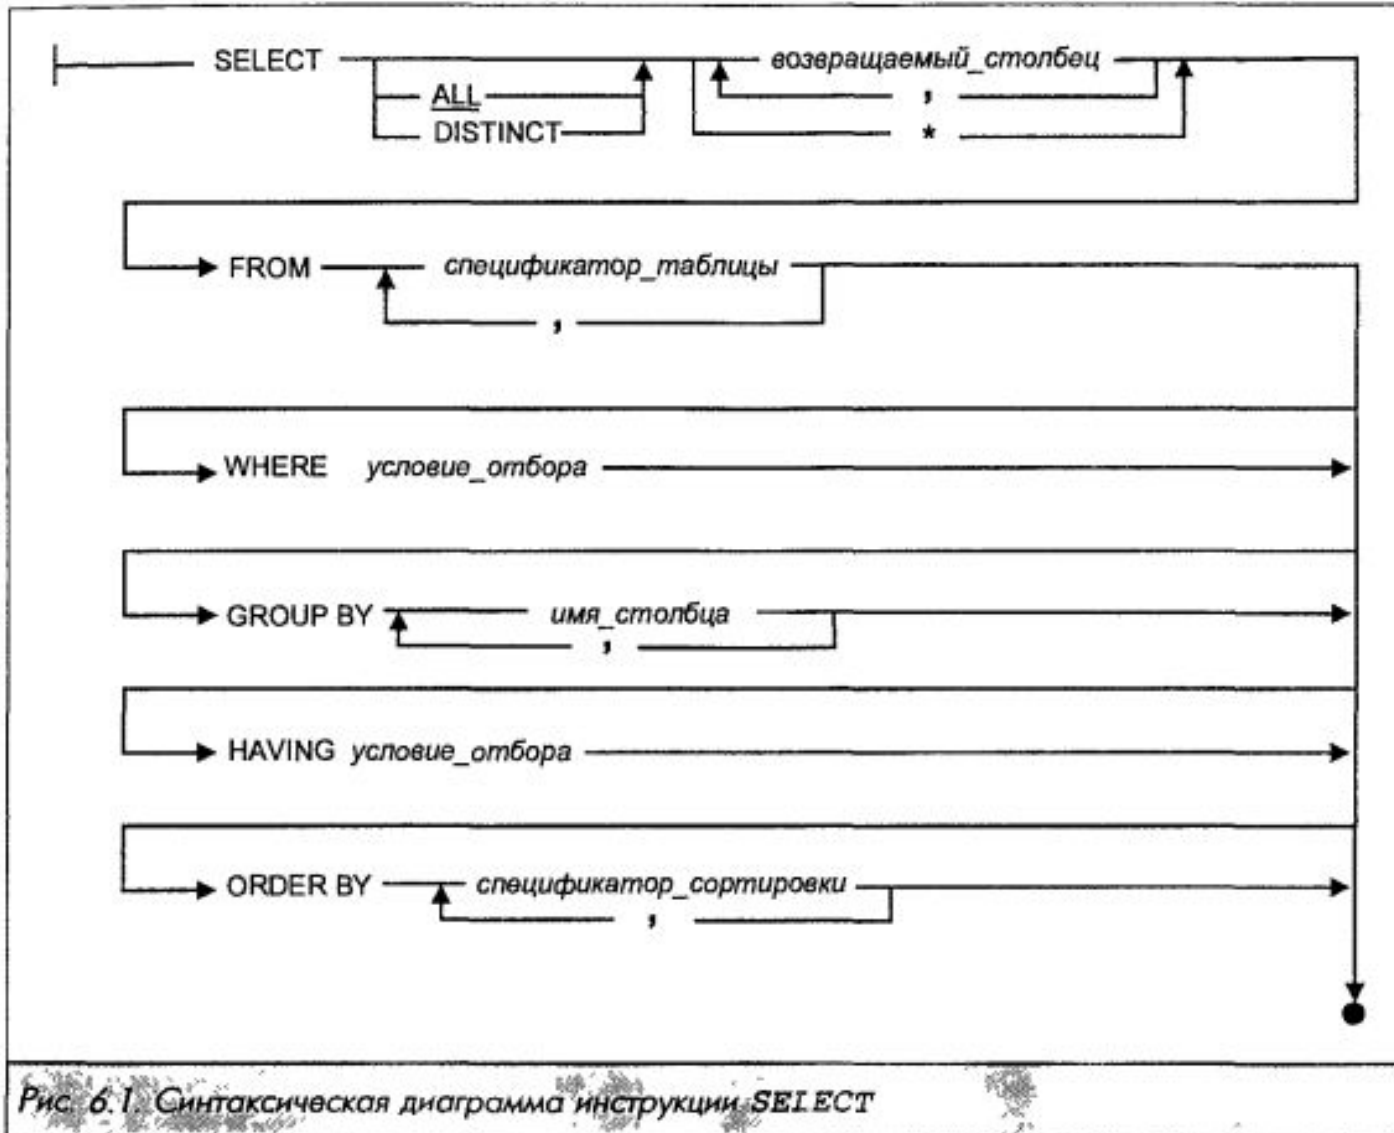 SELECT возвращаемый_столбец
ALL ,
DISTINCT *
FROM спецификатор_таблицы
,
WHERE условие_отбора
GROUP BY имя_столбца
,
HAVING условие_отбора
ORDER BY спецификатор_сортировки
,
Рис. 6.1. Синтаксическая диаграмма инструкции SELECT